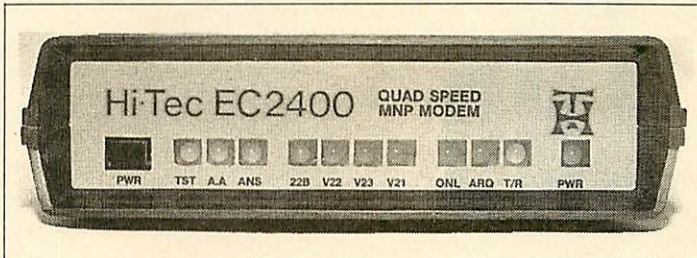 Hi·Tec EC2400
QUAD SPEED
MNP MODEM
PWR TST A.A ANS 22B V22 V23 V21 ONL ARQ T/R PWR